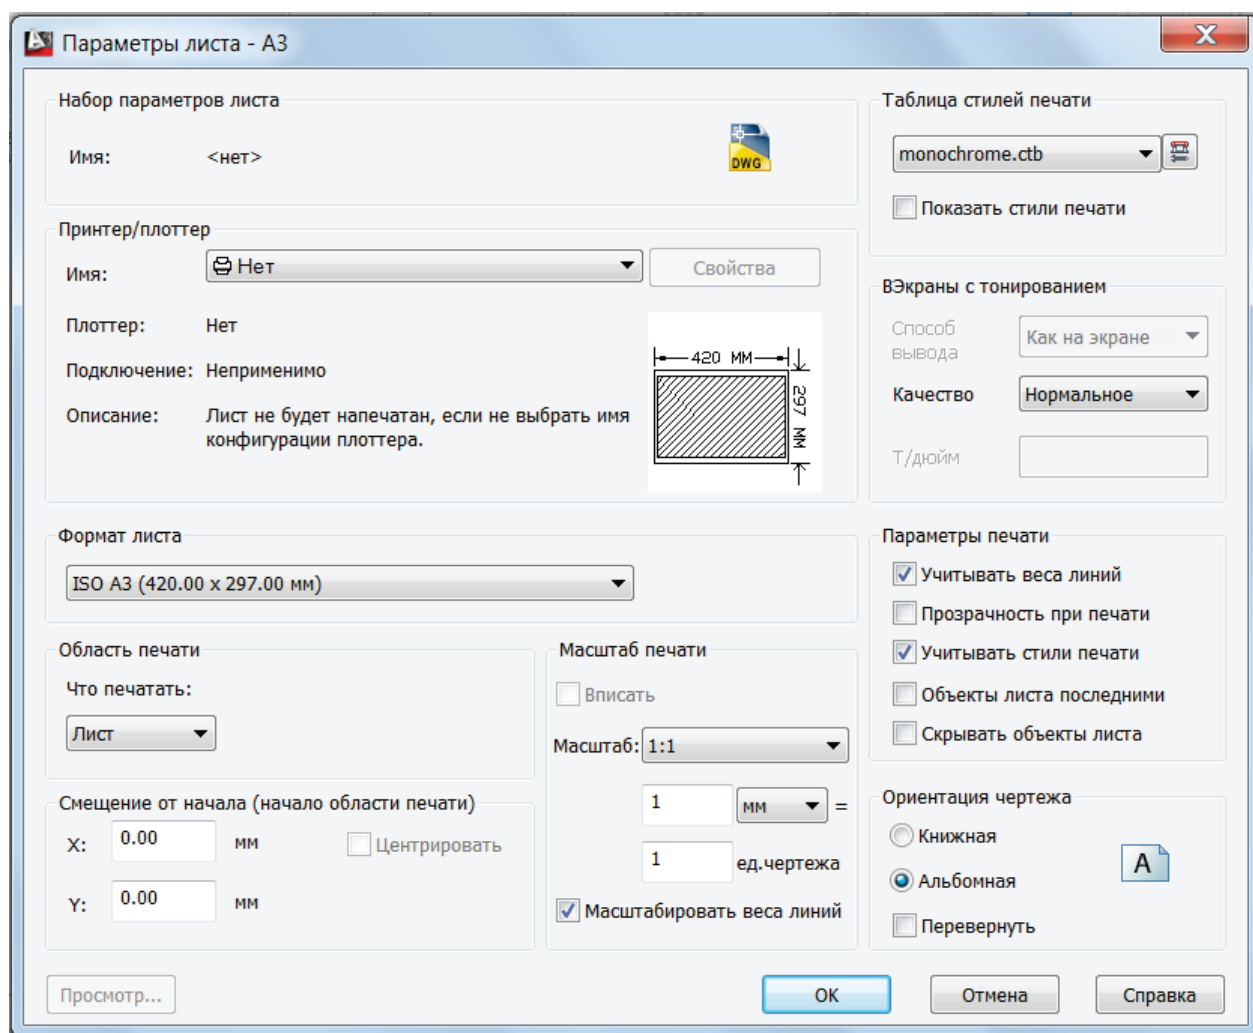 Параметры листа - А3
Набор параметров листа
Имя: <нет>
DWG
Таблица стилей печати
monochrome.ctb
Показать стили печати
Принтер/плоттер
Имя: Нет Свойства
Плоттер: Нет
Подключение: Неприменимо
Описание: Лист не будет напечатан, если не выбрать имя
конфигурации плоттера.
420 MM
297 MM
ВЭкраны с тонированием
Способ
вывода
Как на экране
Качество Нормальное
Т/дюйм
Формат листа
ISO A3 (420.00 x 297.00 мм)
Параметры печати
Учитывать веса линий
Прозрачность при печати
Учитывать стили печати
Объекты листа последними
Скрывать объекты листа
Область печати
Что печатать:
Лист
Масштаб печати
Вписать
Масштаб: 1:1
1 мм =
1 ед.чертежа
Масштабировать веса линий
Смещение от начала (начало области печати)
X: 0.00 мм Центрировать
Y: 0.00 мм
Ориентация чертежа
Книжная
Альбомная
Перевернуть
A
Просмотр... ОК Отмена Справка